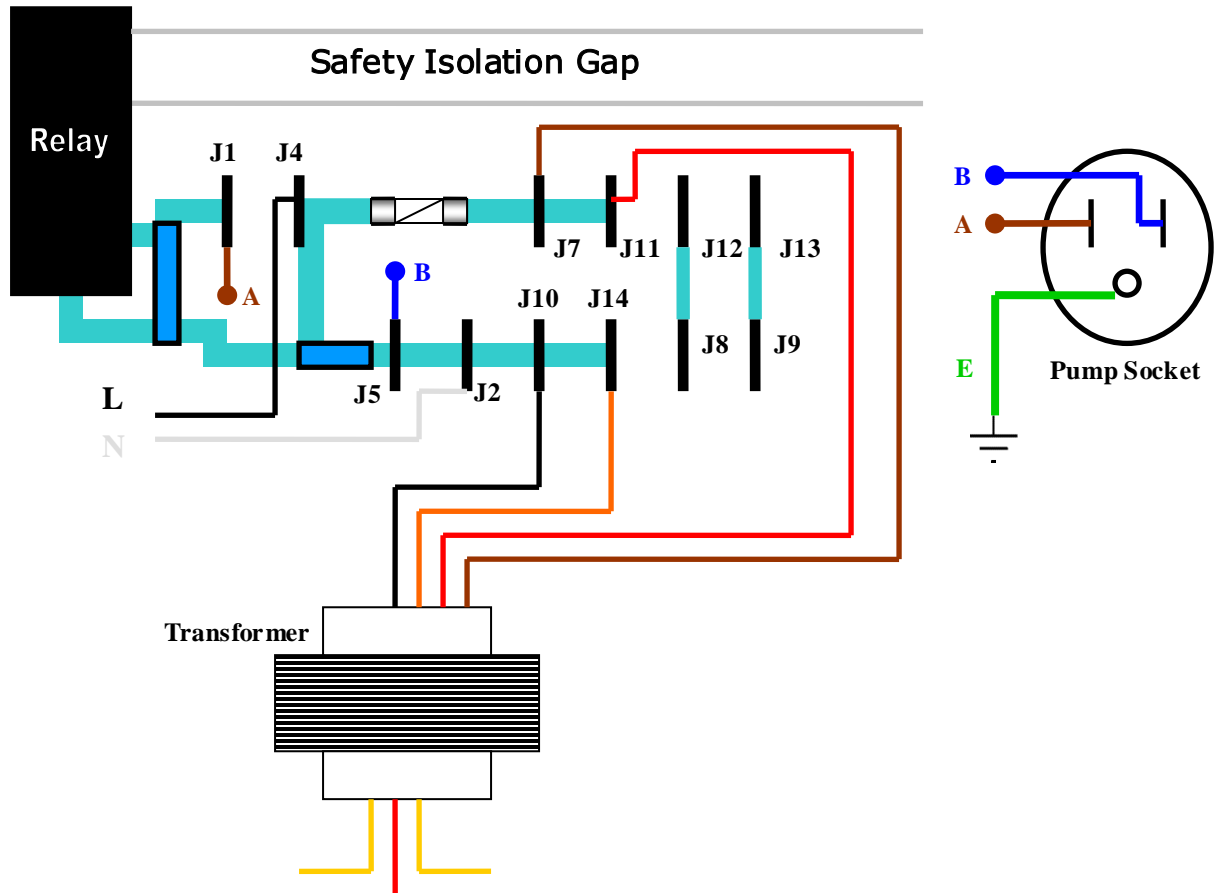 Safety Isolation Gap
Relay
J1
J4
J7
J11
J12
J13
A
B
J10
J14
J8
J9
J5
J2
L
N
B
A
E
Pump Socket
Transformer